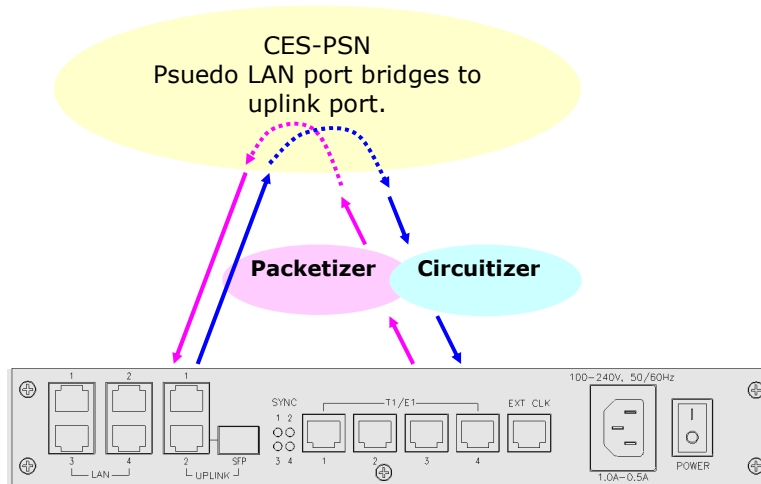 CES-PSN
Psuedo LAN port bridges to
uplink port.
Packetizer
Circuitizer
1 2 1
3 4 2 SFP
LAN UPLINK
SYNC
1 2
3 4
T1/E1
1 2 3 4
EXT CLK
100-240V, 50/60Hz
1.0A-0.5A
POWER